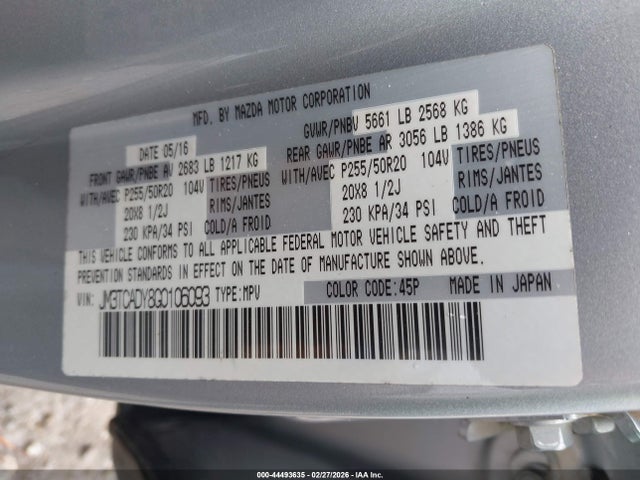 MFD. BY MAZDA MOTOR CORPORATION
DATE 05/16 GVWR/PNBV 5661 LB 2568 KG
FRONT GAWR/PNBE AV 2683 LB 1217 KG REAR GAWR/PNBE AR 3056 LB 1386 KG
WITH/AVEC P255/50R20 104V TIRES/PNEUS WITH/AVEC P255/50R20 104V TIRES/PNEUS
20X8 1/2J RIMS/JANTES 20X8 1/2J RIMS/JANTES
230 KPA/34 PSI COLD/A FROID 230 KPA/34 PSI COLD/A FROID
THIS VEHICLE CONFORMS TO ALL APPLICABLE FEDERAL MOTOR VEHICLE SAFETY AND THEFT
PREVENTION STANDARDS IN EFFECT ON THE DATE OF MANUFACTURE SHOWN ABOVE.
VIN: JM3TCADY8G0106093 TYPE:MPV COLOR CODE:45P MADE IN JAPAN
000-44493635 - 02/27/2026 - IAA Inc.